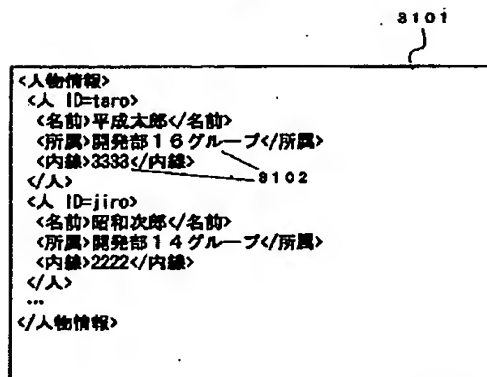 3101
<人物情報>
<人 ID=taro>
<名前>平成太郎</名前>
<所属>開発部16グループ</所属>
<内線>3333</内線>
3102
</人>
<人 ID=jiro>
<名前>昭和次郎</名前>
<所属>開発部14グループ</所属>
<内線>2222</内線>
</人>
...
</人物情報>